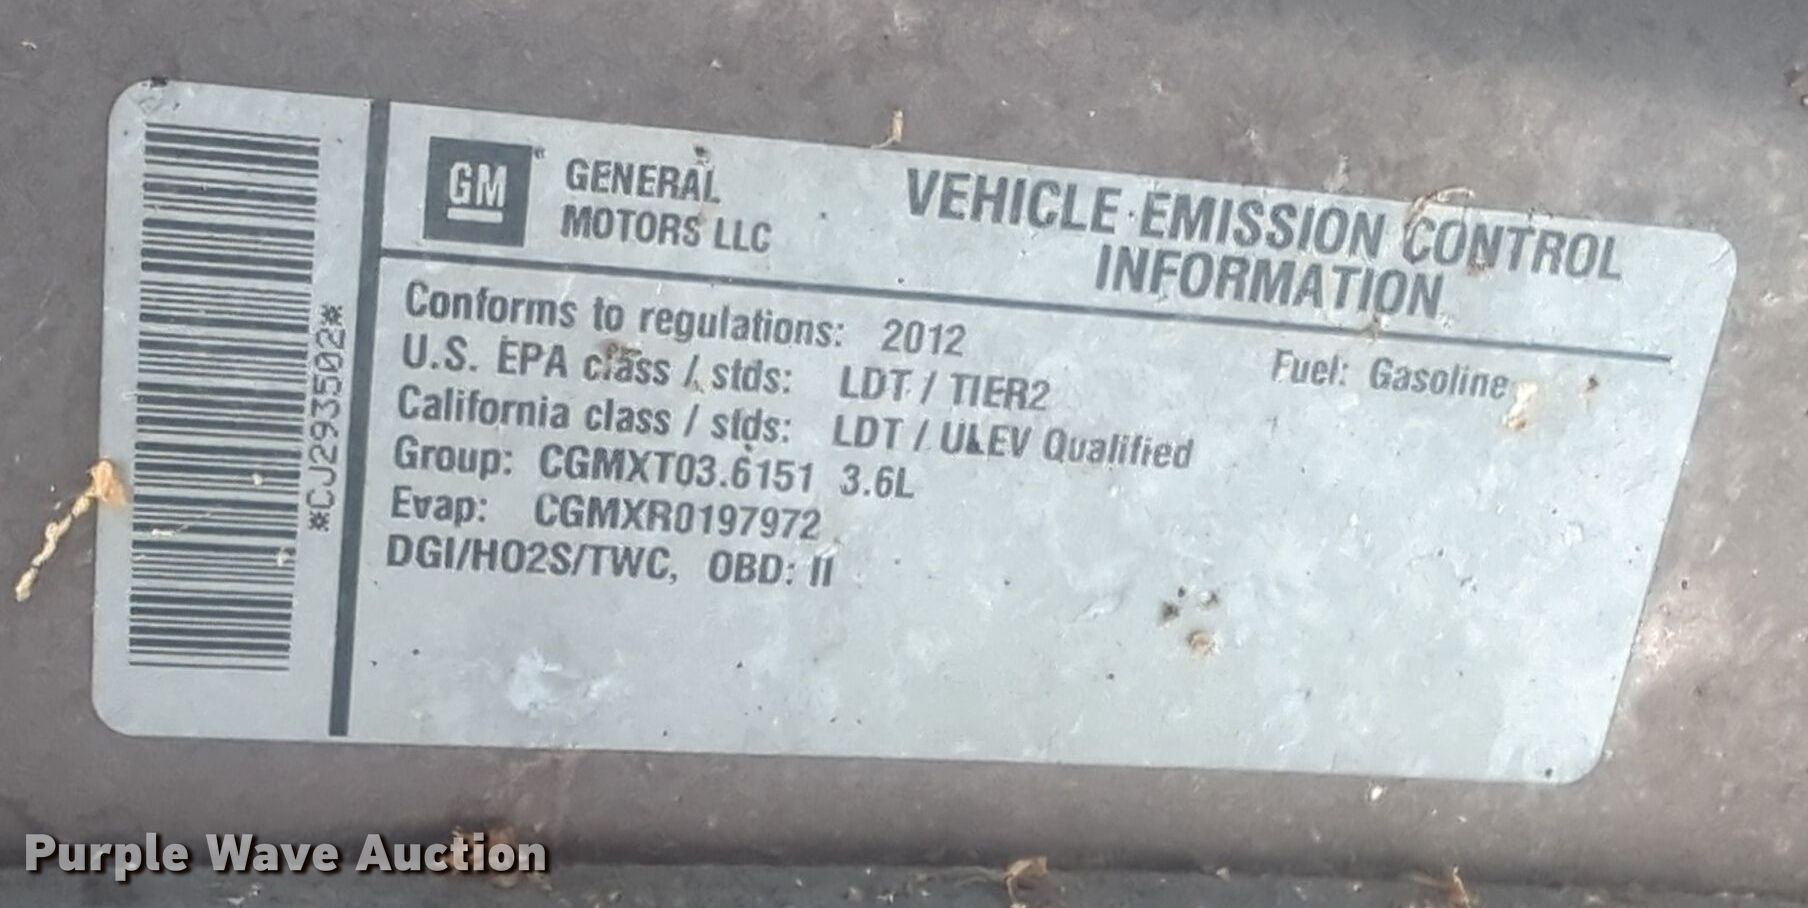 *CJ293502*
GM
GENERAL
MOTORS LLC
VEHICLE EMISSION CONTROL
INFORMATION
Conforms to regulations: 2012
Fuel: Gasoline
U.S. EPA class / stds: LDT / TIER2
California class / stds: LDT / ULEV Qualified
Group: CGMXT03.6151 3.6L
Evap: CGMXR0197972
DGI/HO2S/TWC, OBD: II
Purple Wave Auction